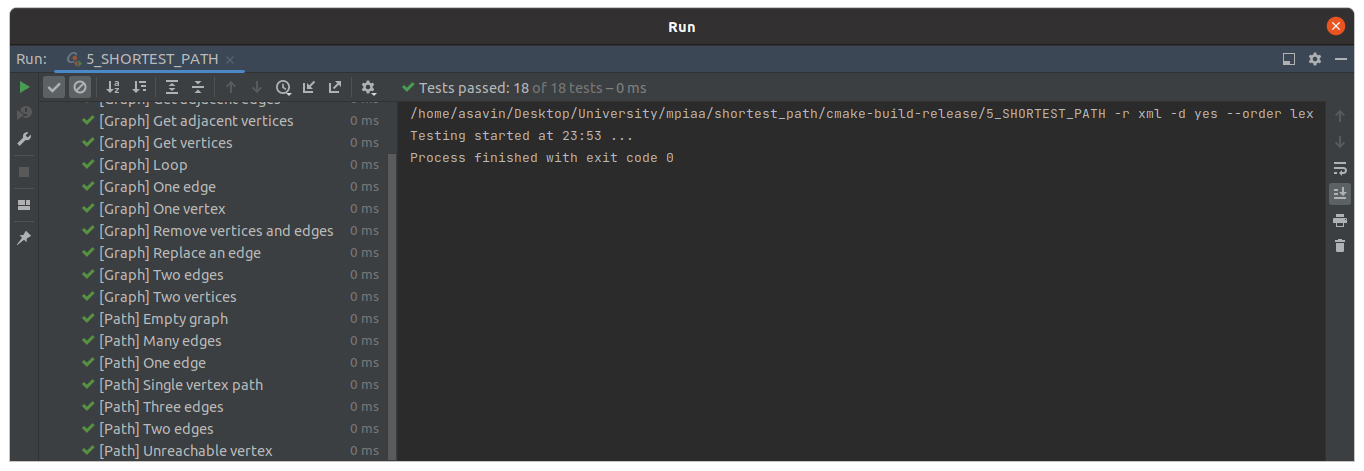 Run
Run: 5_SHORTEST_PATH
Tests passed: 18 of 18 tests – 0 ms
[Graph] Get adjacent edges 0 ms
[Graph] Get adjacent vertices 0 ms
[Graph] Get vertices 0 ms
[Graph] Loop 0 ms
[Graph] One edge 0 ms
[Graph] One vertex 0 ms
[Graph] Remove vertices and edges 0 ms
[Graph] Replace an edge 0 ms
[Graph] Two edges 0 ms
[Graph] Two vertices 0 ms
[Path] Empty graph 0 ms
[Path] Many edges 0 ms
[Path] One edge 0 ms
[Path] Single vertex path 0 ms
[Path] Three edges 0 ms
[Path] Two edges 0 ms
[Path] Unreachable vertex 0 ms
/home/asavin/Desktop/University/mpiaa/shortest_path/cmake-build-release/5_SHORTEST_PATH -r xml -d yes --order lex
Testing started at 23:53 ...
Process finished with exit code 0